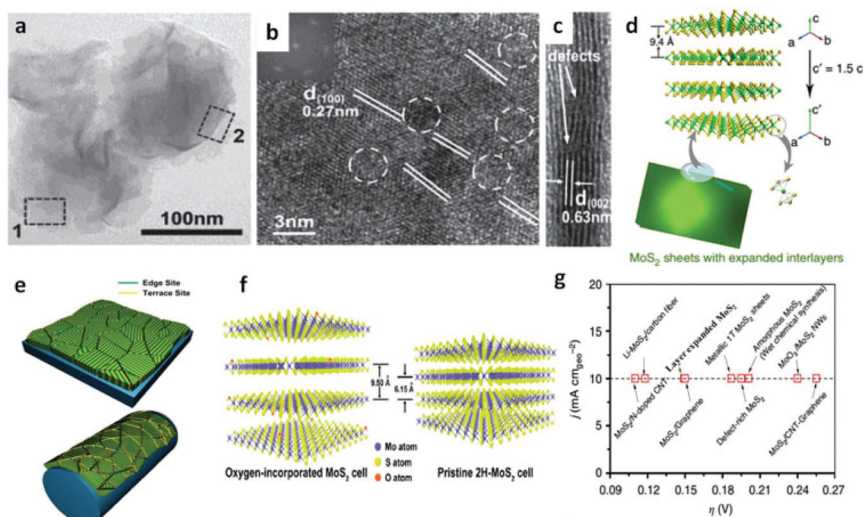 a
1
2
100nm
b
d(100)
0.27nm
3nm
c
defects
d(002)
0.63nm
d
9.4 Å
c
a
b
c' = 1.5 c
c'
a
b
MoS2 sheets with expanded interlayers
e
Edge Site
Terrace Site
f
9.50 Å
6.15 Å
Mo atom
S atom
O atom
Oxygen-incorporated MoS2 cell
Pristine 2H-MoS2 cell
g
j (mA cmgeo−2)
20
15
10
5
0
MoS2/N-doped CNT
Li-MoS2/carbon fiber
Layer expanded MoS2
MoS2/Graphene
Metallic 1T MoS2 sheets
Defect-rich MoS2
Amorphous MoS2
(Wet chemical synthesis)
MoO3/MoS2 NWs
MoS2/CNT-Graphene
0.09 0.12 0.15 0.18 0.21 0.24 0.27
η (V)